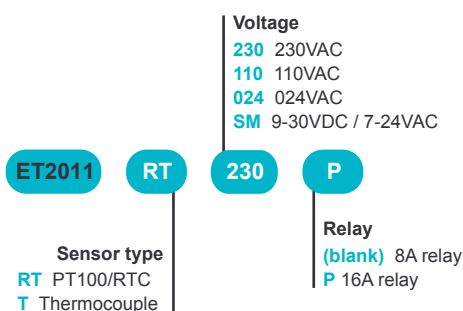 Voltage
230 230VAC
110 110VAC
024 024VAC
SM 9-30VDC / 7-24VAC
ET2011 RT 230 P
Relay
(blank) 8A relay
P 16A relay
Sensor type
RT PT100/RTC
T Thermocouple